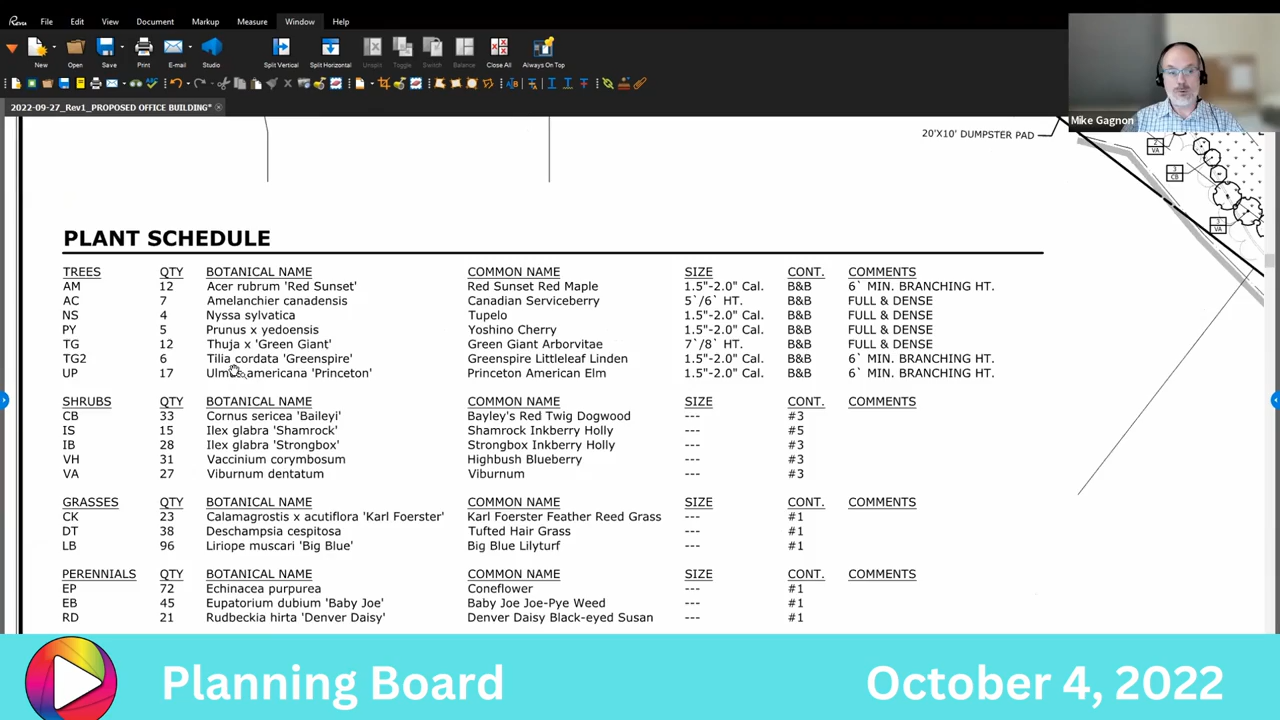 Revu File Edit View Document Markup Measure Window Help
New Open Save Print E-mail Studio Split Vertical Split Horizontal Unsplit Toggle Switch Balance Close All Always On Top
2022-09-27_Rev1_PROPOSED OFFICE BUILDING*
Mike Gagnon
20'X10' DUMPSTER PAD
2
VA
3
CB
VA
PLANT SCHEDULE
TREES QTY BOTANICAL NAME COMMON NAME SIZE CONT. COMMENTS
AM 12 Acer rubrum 'Red Sunset' Red Sunset Red Maple 1.5"-2.0" Cal. B&B 6` MIN. BRANCHING HT.
AC 7 Amelanchier canadensis Canadian Serviceberry 5`/6` HT. B&B FULL & DENSE
NS 4 Nyssa sylvatica Tupelo 1.5"-2.0" Cal. B&B FULL & DENSE
PY 5 Prunus x yedoensis Yoshino Cherry 1.5"-2.0" Cal. B&B FULL & DENSE
TG 12 Thuja x 'Green Giant' Green Giant Arborvitae 7`/8` HT. B&B FULL & DENSE
TG2 6 Tilia cordata 'Greenspire' Greenspire Littleleaf Linden 1.5"-2.0" Cal. B&B 6` MIN. BRANCHING HT.
UP 17 Ulmus americana 'Princeton' Princeton American Elm 1.5"-2.0" Cal. B&B 6` MIN. BRANCHING HT.
SHRUBS QTY BOTANICAL NAME COMMON NAME SIZE CONT. COMMENTS
CB 33 Cornus sericea 'Baileyi' Bayley's Red Twig Dogwood --- #3
IS 15 Ilex glabra 'Shamrock' Shamrock Inkberry Holly --- #5
IB 28 Ilex glabra 'Strongbox' Strongbox Inkberry Holly --- #3
VH 31 Vaccinium corymbosum Highbush Blueberry --- #3
VA 27 Viburnum dentatum Viburnum --- #3
GRASSES QTY BOTANICAL NAME COMMON NAME SIZE CONT. COMMENTS
CK 23 Calamagrostis x acutiflora 'Karl Foerster' Karl Foerster Feather Reed Grass --- #1
DT 38 Deschampsia cespitosa Tufted Hair Grass --- #1
LB 96 Liriope muscari 'Big Blue' Big Blue Lilyturf --- #1
PERENNIALS QTY BOTANICAL NAME COMMON NAME SIZE CONT. COMMENTS
EP 72 Echinacea purpurea Coneflower --- #1
EB 45 Eupatorium dubium 'Baby Joe' Baby Joe Joe-Pye Weed --- #1
RD 21 Rudbeckia hirta 'Denver Daisy' Denver Daisy Black-eyed Susan --- #1
Planning Board October 4, 2022